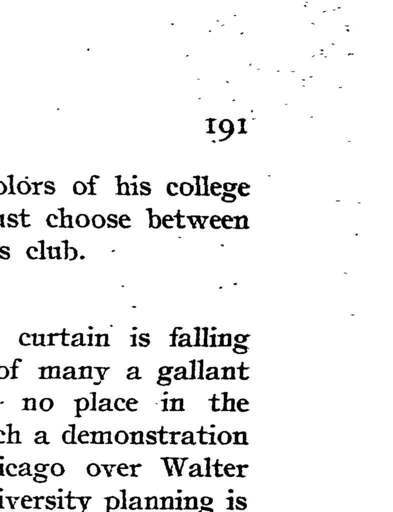 191
olors of his college
ust choose between
s club.
curtain is falling
of many a gallant
- no place in the
ch a demonstration
icago over Walter
iversity planning is